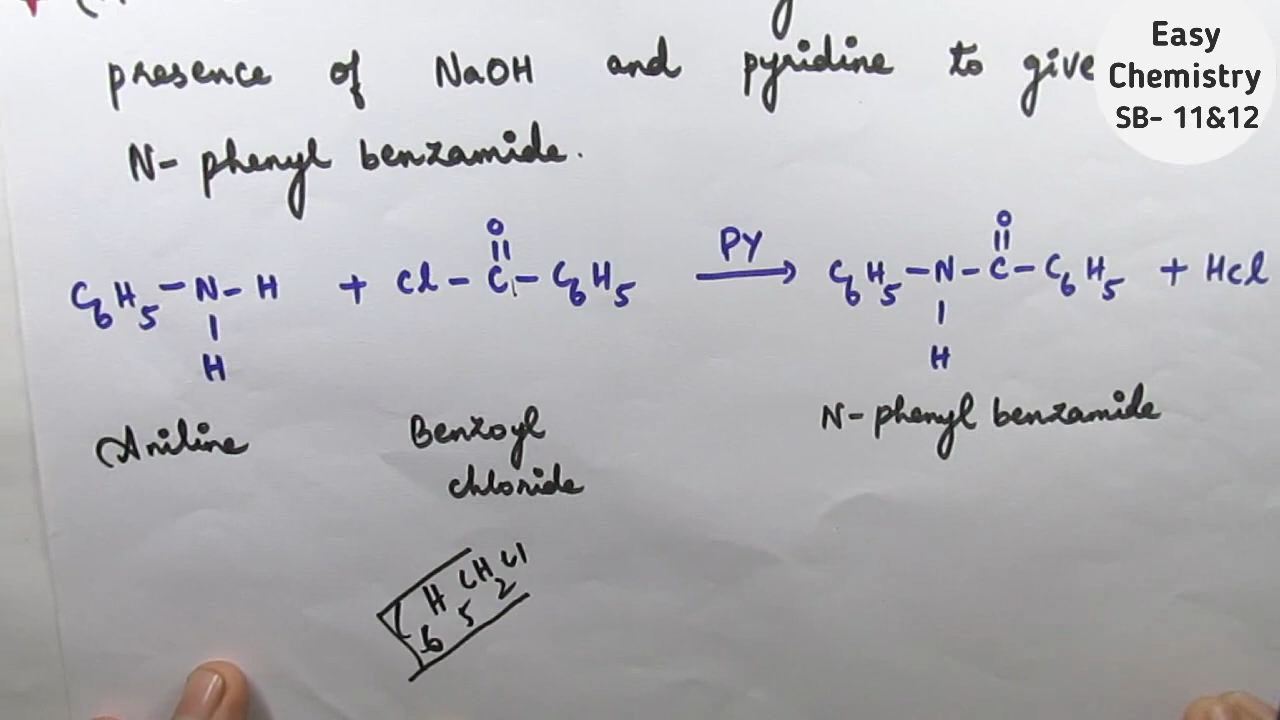 presence of NaOH and pyridine to give
N- phenyl benzamide.
Easy
Chemistry
SB- 11&12
O O
|| ||
C6H5 - N - H + Cl - C - C6H5 PY → C6H5 - N - C - C6H5 + HCl
| |
H H
Aniline Benzoyl N- phenyl benzamide
chloride
C6H5CH2Cl